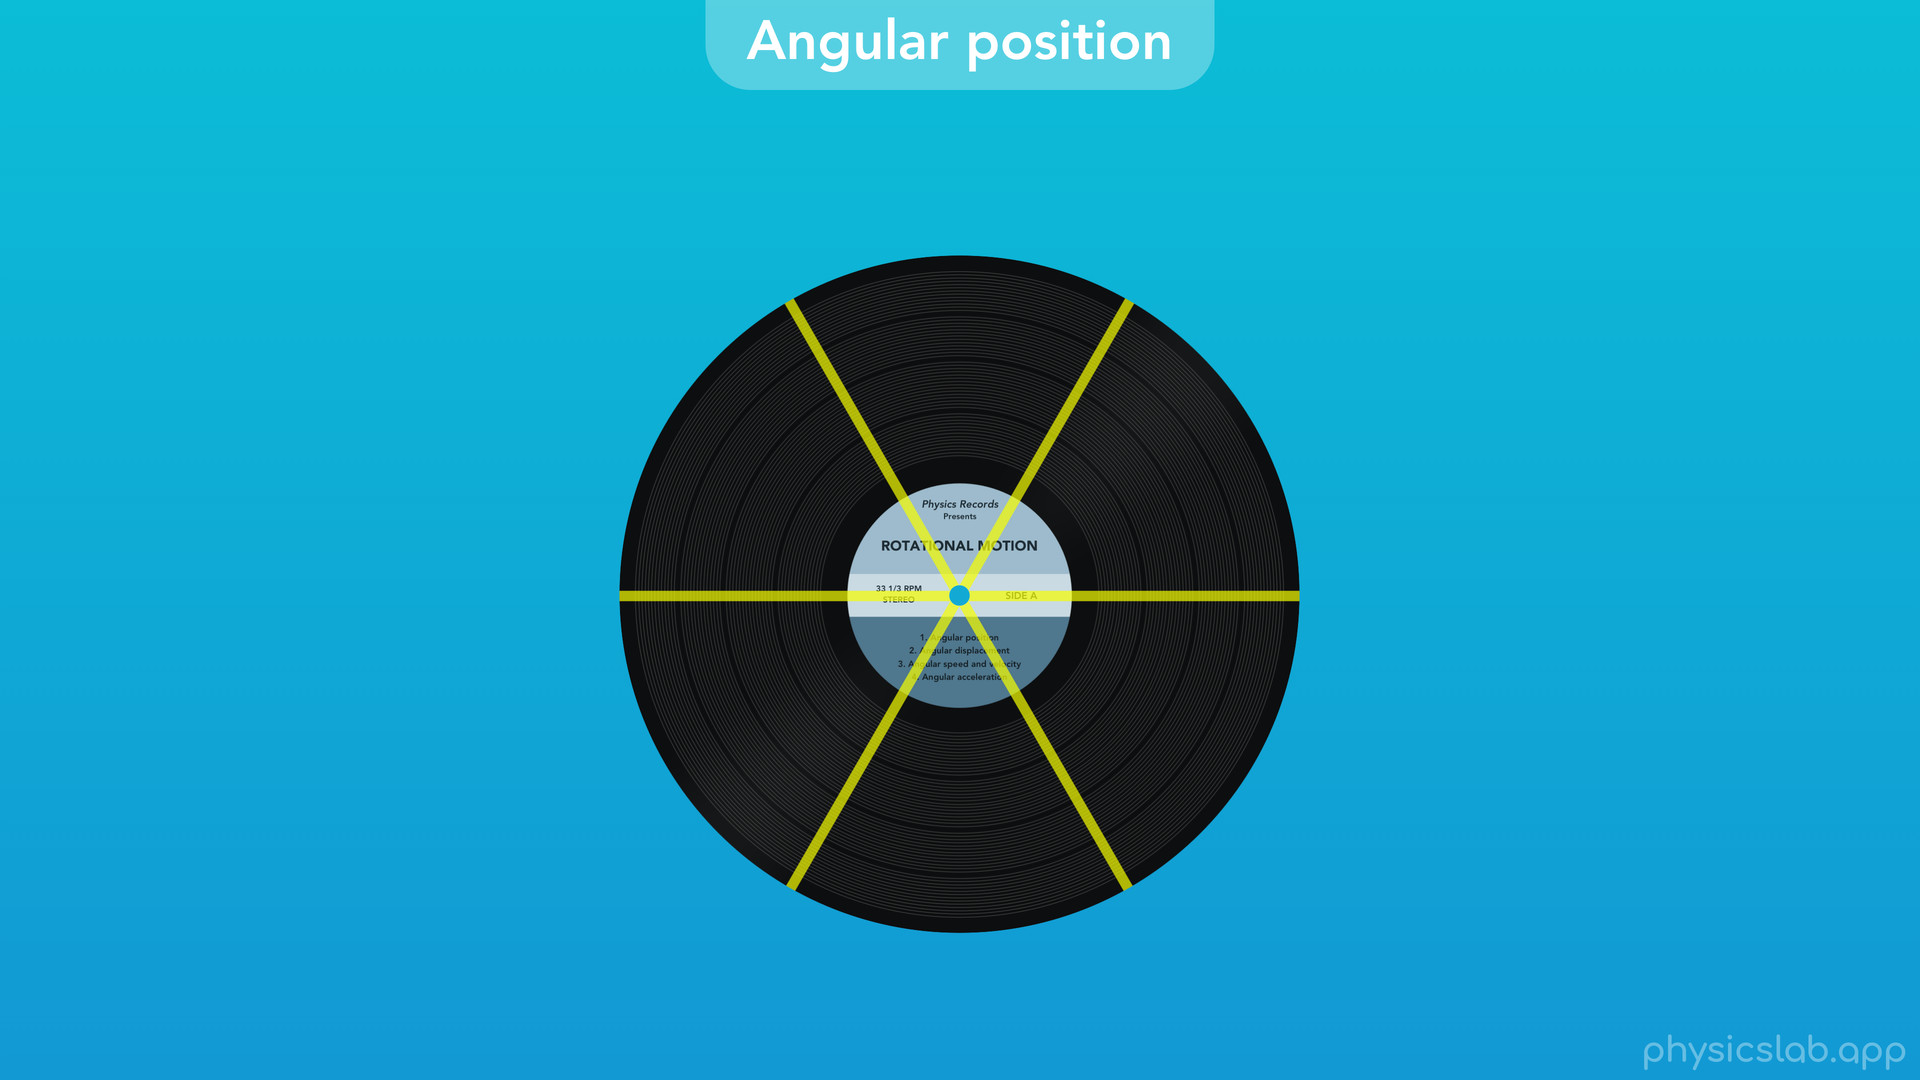 Angular position
Physics Records
Presents
ROTATIONAL MOTION
33 1/3 RPM
STEREO
SIDE A
1. Angular position
2. Angular displacement
3. Angular speed and velocity
4. Angular acceleration
physicslab.app